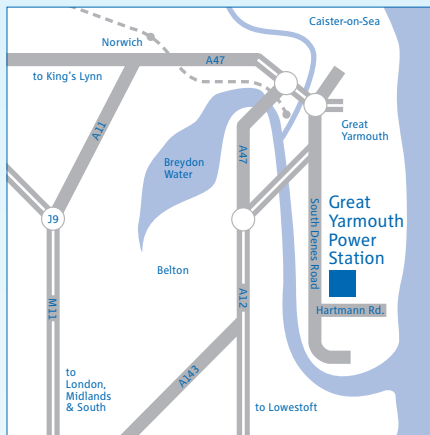 Caister-on-Sea
Norwich
A47
to King's Lynn
A11
Great
Yarmouth
A47
Breydon
Water
Great
Yarmouth
Power
Station
South Denes Road
J9
Belton
A12
M11
Hartmann Rd.
to
London,
Midlands
& South
A143
to Lowestoft